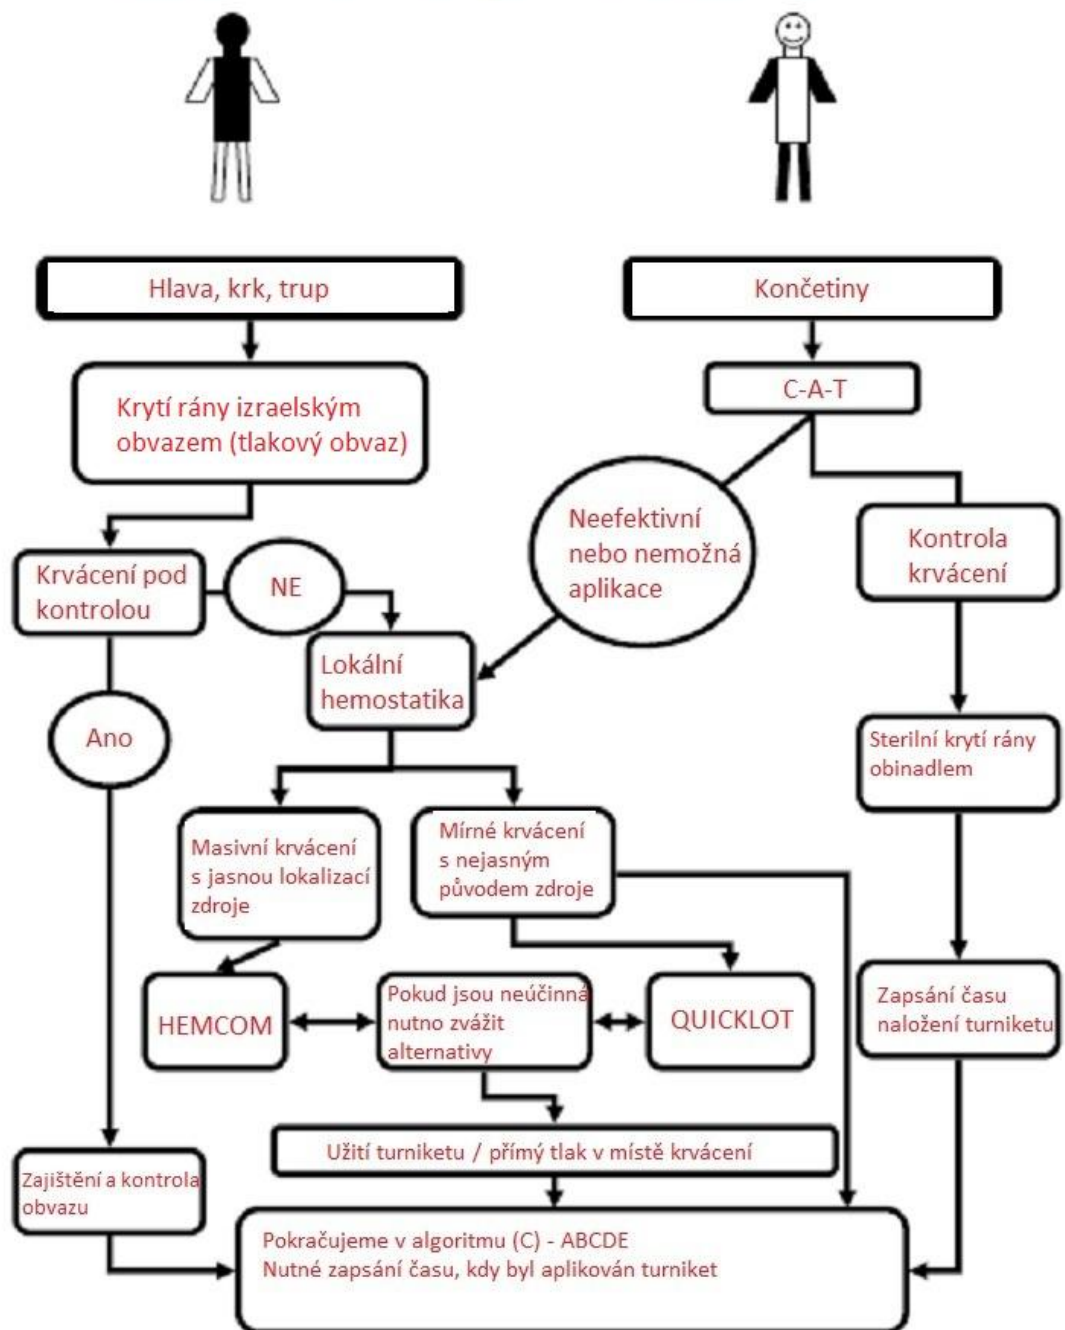 Hlava, krk, trup
Končetiny
Krytí rány izraelským
obvazem (tlakový obvaz)
C-A-T
Neefektivní
nebo nemožná
aplikace
Kontrola
krvácení
Krvácení pod
kontrolou
NE
Lokální
hemostatika
Ano
Sterilní krytí rány
obinadlem
Masivní krvácení
s jasnou lokalizací
zdroje
Mírné krvácení
s nejasným
původem zdroje
HEMCOM
Pokud jsou neúčinná
nutno zvážit
alternativy
QUICKLOT
Zapsání času
naložení turniketu
Užití turniketu / přímý tlak v místě krvácení
Zajištění a kontrola
obvazu
Pokračujeme v algoritmu (C) - ABCDE
Nutné zapsání času, kdy byl aplikován turniket